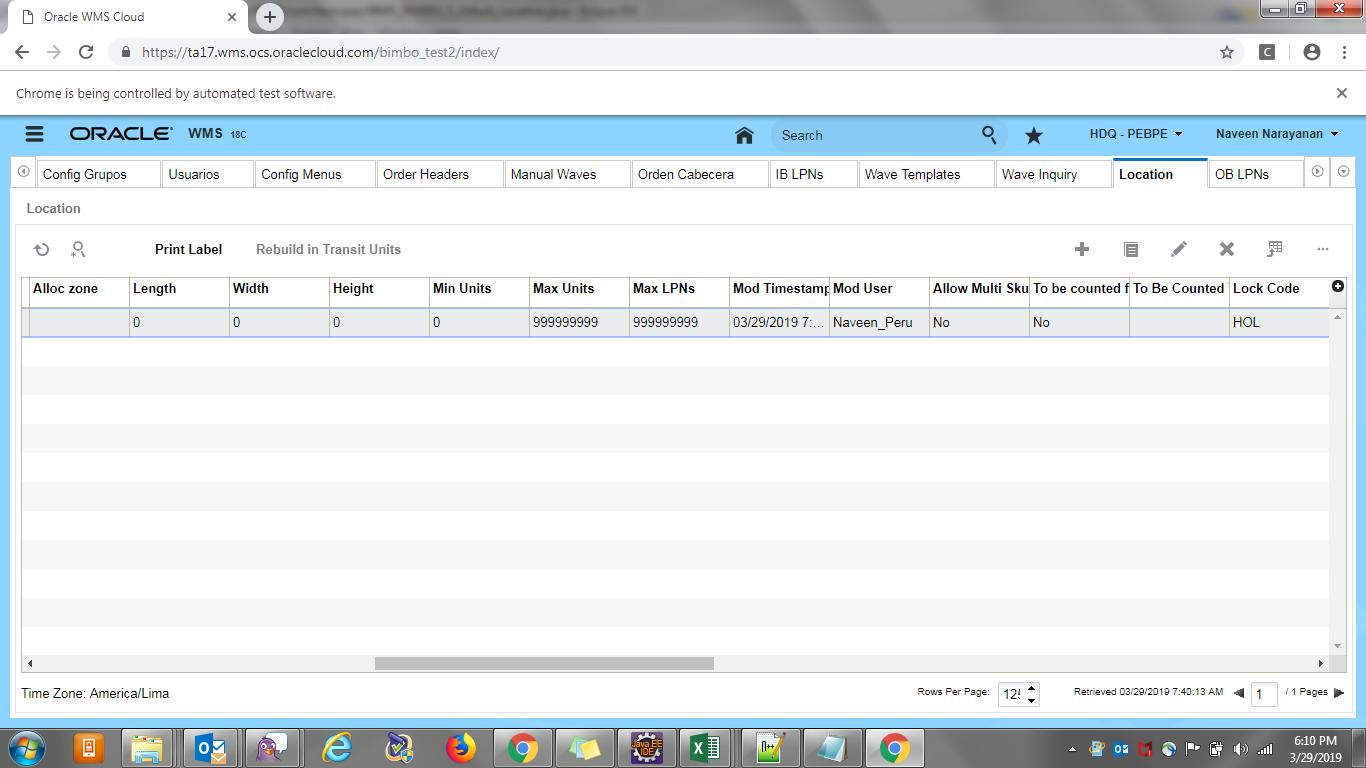 Oracle WMS Cloud
https://ta17.wms.ocs.oraclecloud.com/bimbo_test2/index/
C
Chrome is being controlled by automated test software.
ORACLE WMS 18C Search HDQ - PEBPE Naveen Narayanan
Config Grupos Usuarios Config Menus Order Headers Manual Waves Orden Cabecera IB LPNs Wave Templates Wave Inquiry Location OB LPNs
Location
Print Label Rebuild in Transit Units
Alloc zone Length Width Height Min Units Max Units Max LPNs Mod Timestamp Mod User Allow Multi Sku To be counted f To Be Counted Lock Code
0 0 0 0 999999999 999999999 03/29/2019 7:... Naveen_Peru No No HOL
Time Zone: America/Lima Rows Per Page: 125 Retrieved 03/29/2019 7:40:13 AM 1 / 1 Pages
Java EE IDE
6:10 PM
3/29/2019